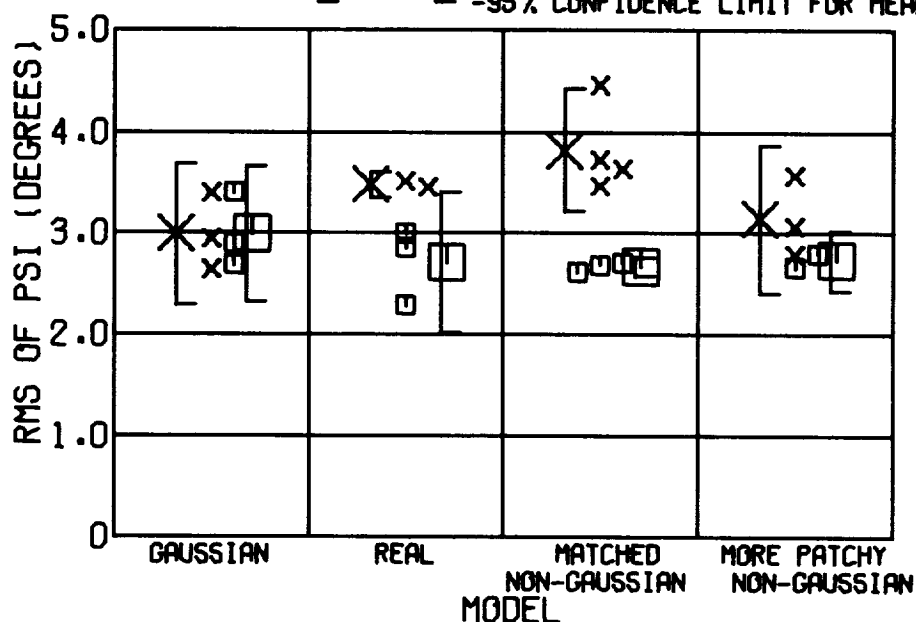 -95% CONFIDENCE LIMIT FOR MEA
RMS OF PSI (DEGREES)
5.0
4.0
3.0
2.0
1.0
0
GAUSSIAN
REAL
MATCHED
NON-GAUSSIAN
MORE PATCHY
NON-GAUSSIAN
MODEL